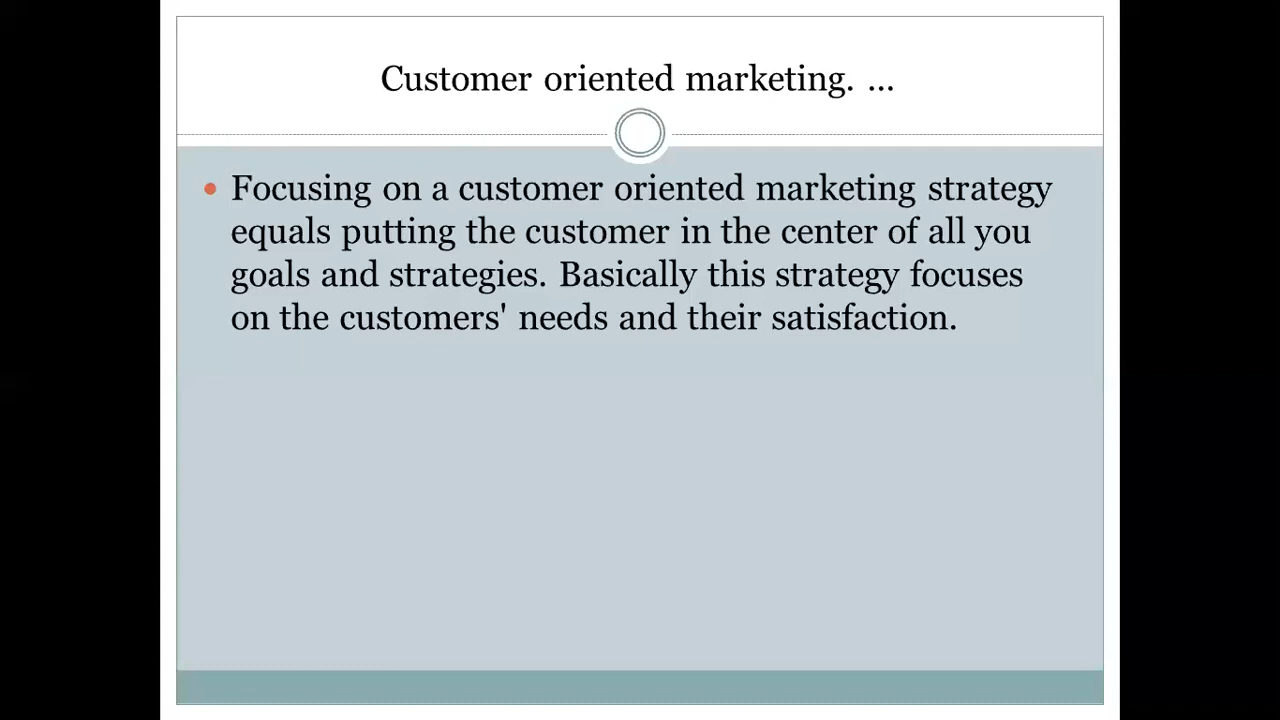 Customer oriented marketing. ...
• Focusing on a customer oriented marketing strategy
equals putting the customer in the center of all you
goals and strategies. Basically this strategy focuses
on the customers' needs and their satisfaction.